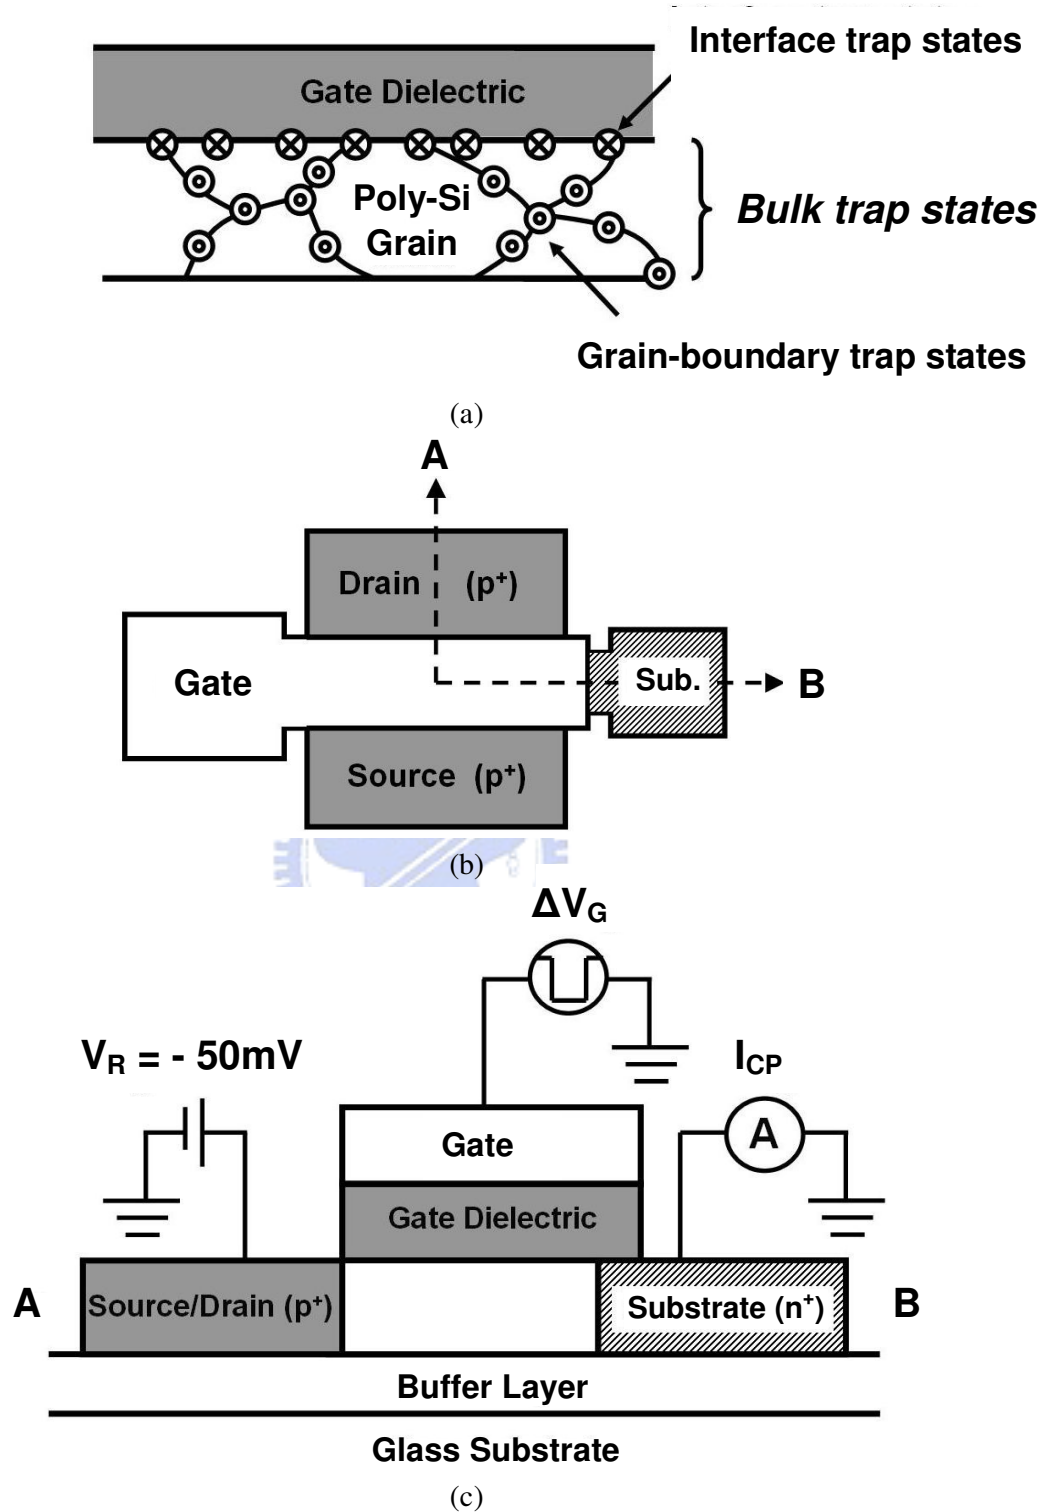 Interface trap states
Gate Dielectric
Poly-Si
Grain
Bulk trap states
Grain-boundary trap states
(a)
A
Drain (p⁺)
Gate
Sub.
B
Source (p⁺)
(b)
ΔV_G
V_R = - 50mV
I_CP
A
Gate
Gate Dielectric
A
Source/Drain (p⁺)
Substrate (n⁺)
B
Buffer Layer
Glass Substrate
(c)